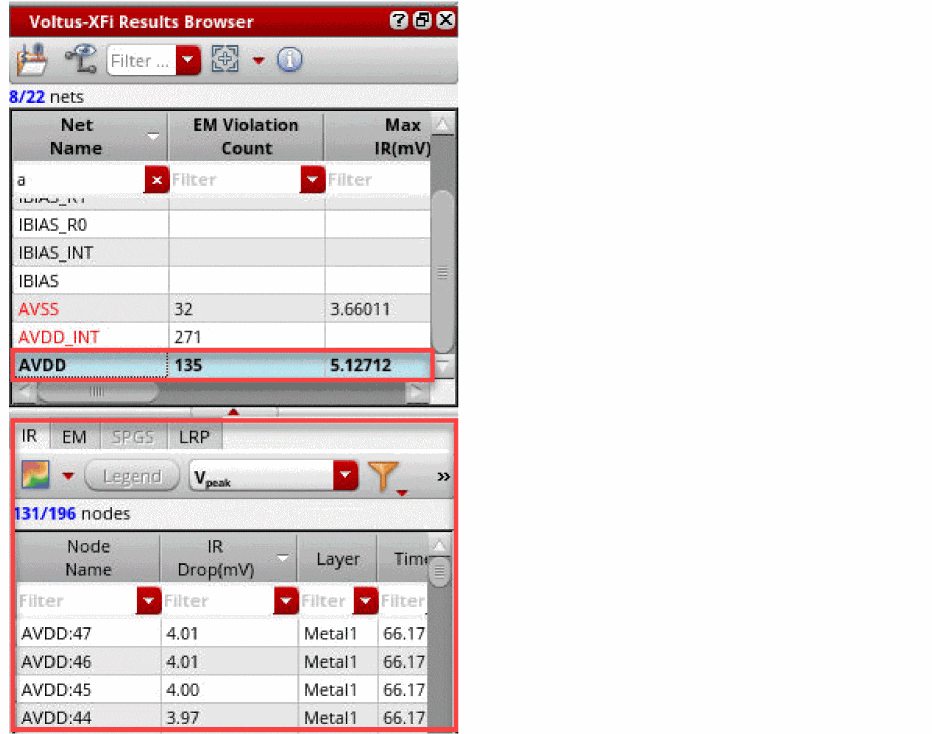 Voltus-XFi Results Browser
Filter ...
8/22 nets
Net Name EM Violation Count Max IR(mV)
a Filter Filter
IBIAS_R0
IBIAS_INT
IBIAS
AVSS 32 3.66011
AVDD_INT 271
AVDD 135 5.12712
IR EM SPGS LRP
Legend Vpeak »
131/196 nodes
Node Name IR Drop(mV) Layer Time
Filter Filter Filter Filter
AVDD:47 4.01 Metal1 66.17
AVDD:46 4.01 Metal1 66.17
AVDD:45 4.00 Metal1 66.17
AVDD:44 3.97 Metal1 66.17